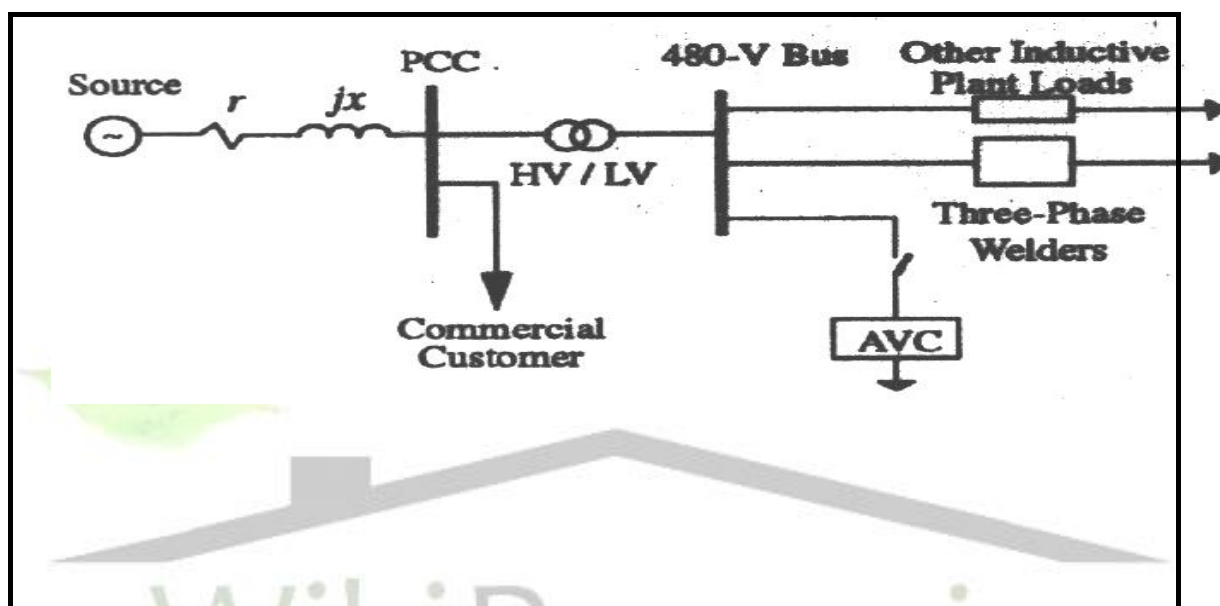 Source
r
jx
PCC
HV / LV
480-V Bus
Other Inductive
Plant Loads
Three-Phase
Welders
Commercial
Customer
AVC